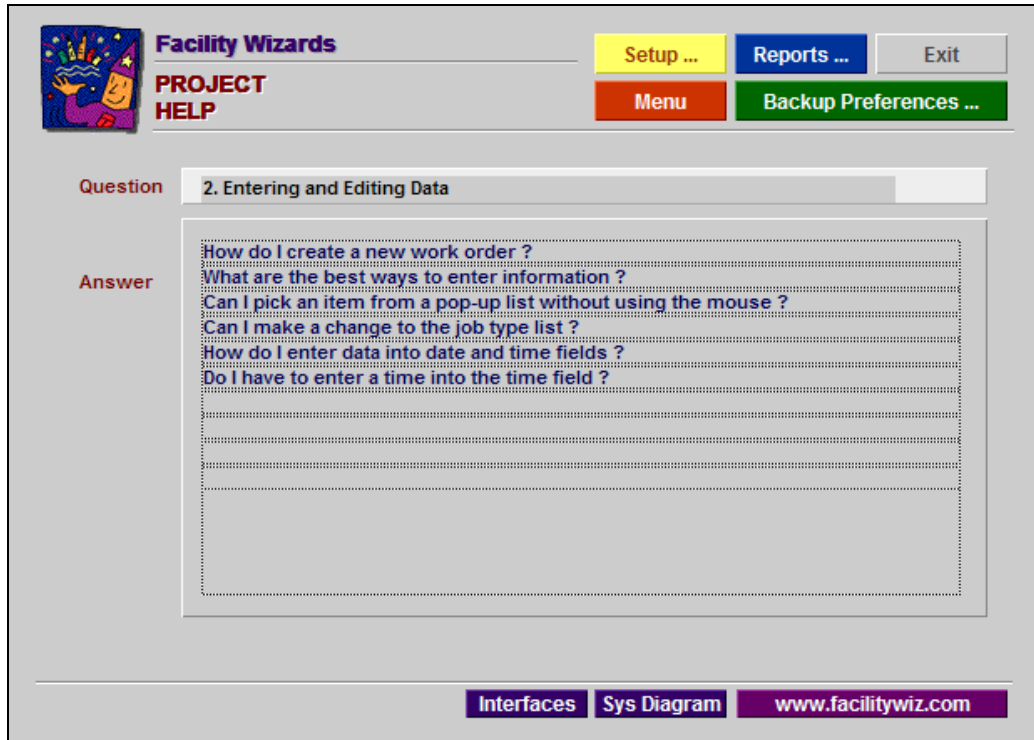 Facility Wizards
PROJECT
HELP
Setup ...
Reports ...
Exit
Menu
Backup Preferences ...
Question
2. Entering and Editing Data
Answer
How do I create a new work order ?
What are the best ways to enter information ?
Can I pick an item from a pop-up list without using the mouse ?
Can I make a change to the job type list ?
How do I enter data into date and time fields ?
Do I have to enter a time into the time field ?
Interfaces
Sys Diagram
www.facilitywiz.com